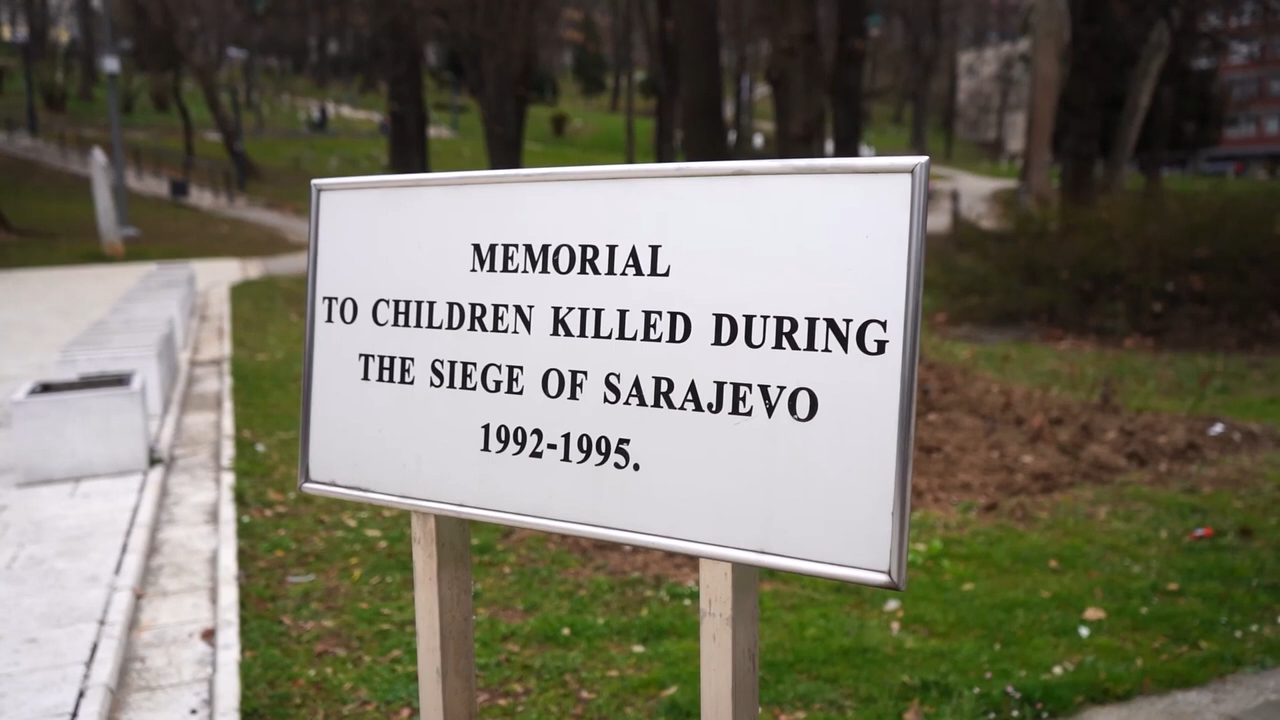 MEMORIAL
TO CHILDREN KILLED DURING
THE SIEGE OF SARAJEVO
1992-1995.